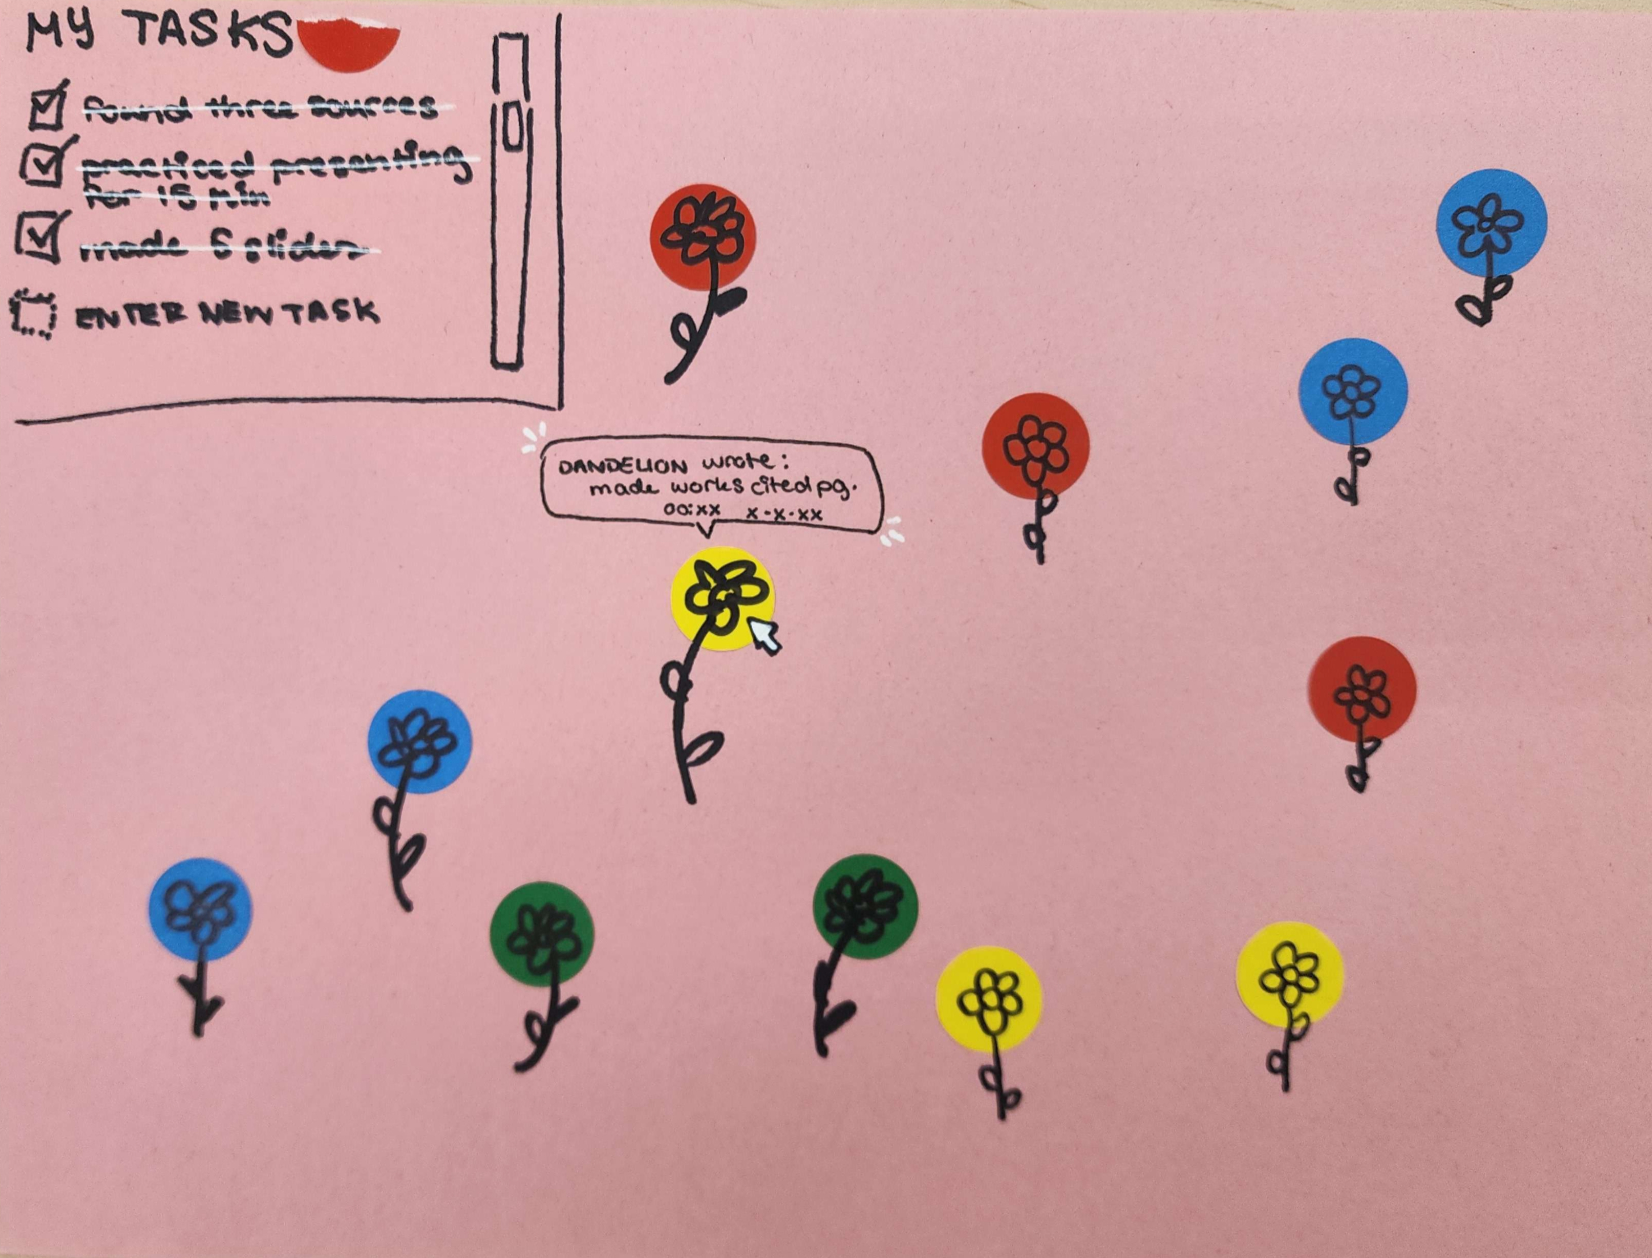 MY TASKS
found three sources
practiced presenting
for 15 min
made 5 slides
ENTER NEW TASK
DANDELION wrote:
made works cited pg.
00:xx x-x-xx